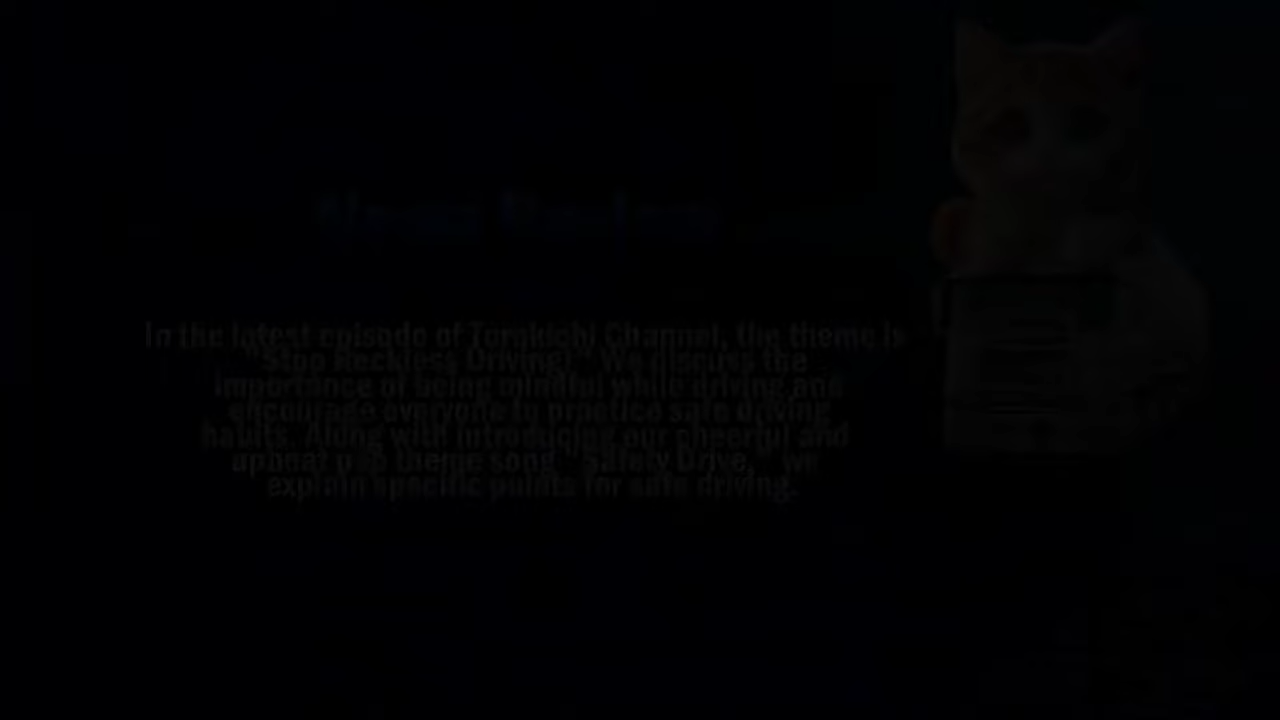 In the latest episode of Torakichi Channel, the theme is
"Stop Reckless Driving!" We discuss the
importance of being mindful while driving and
encourage everyone to practice safe driving
habits. Along with introducing our cheerful and
upbeat pop theme song "Safety Drive," we
explain specific points for safe driving.